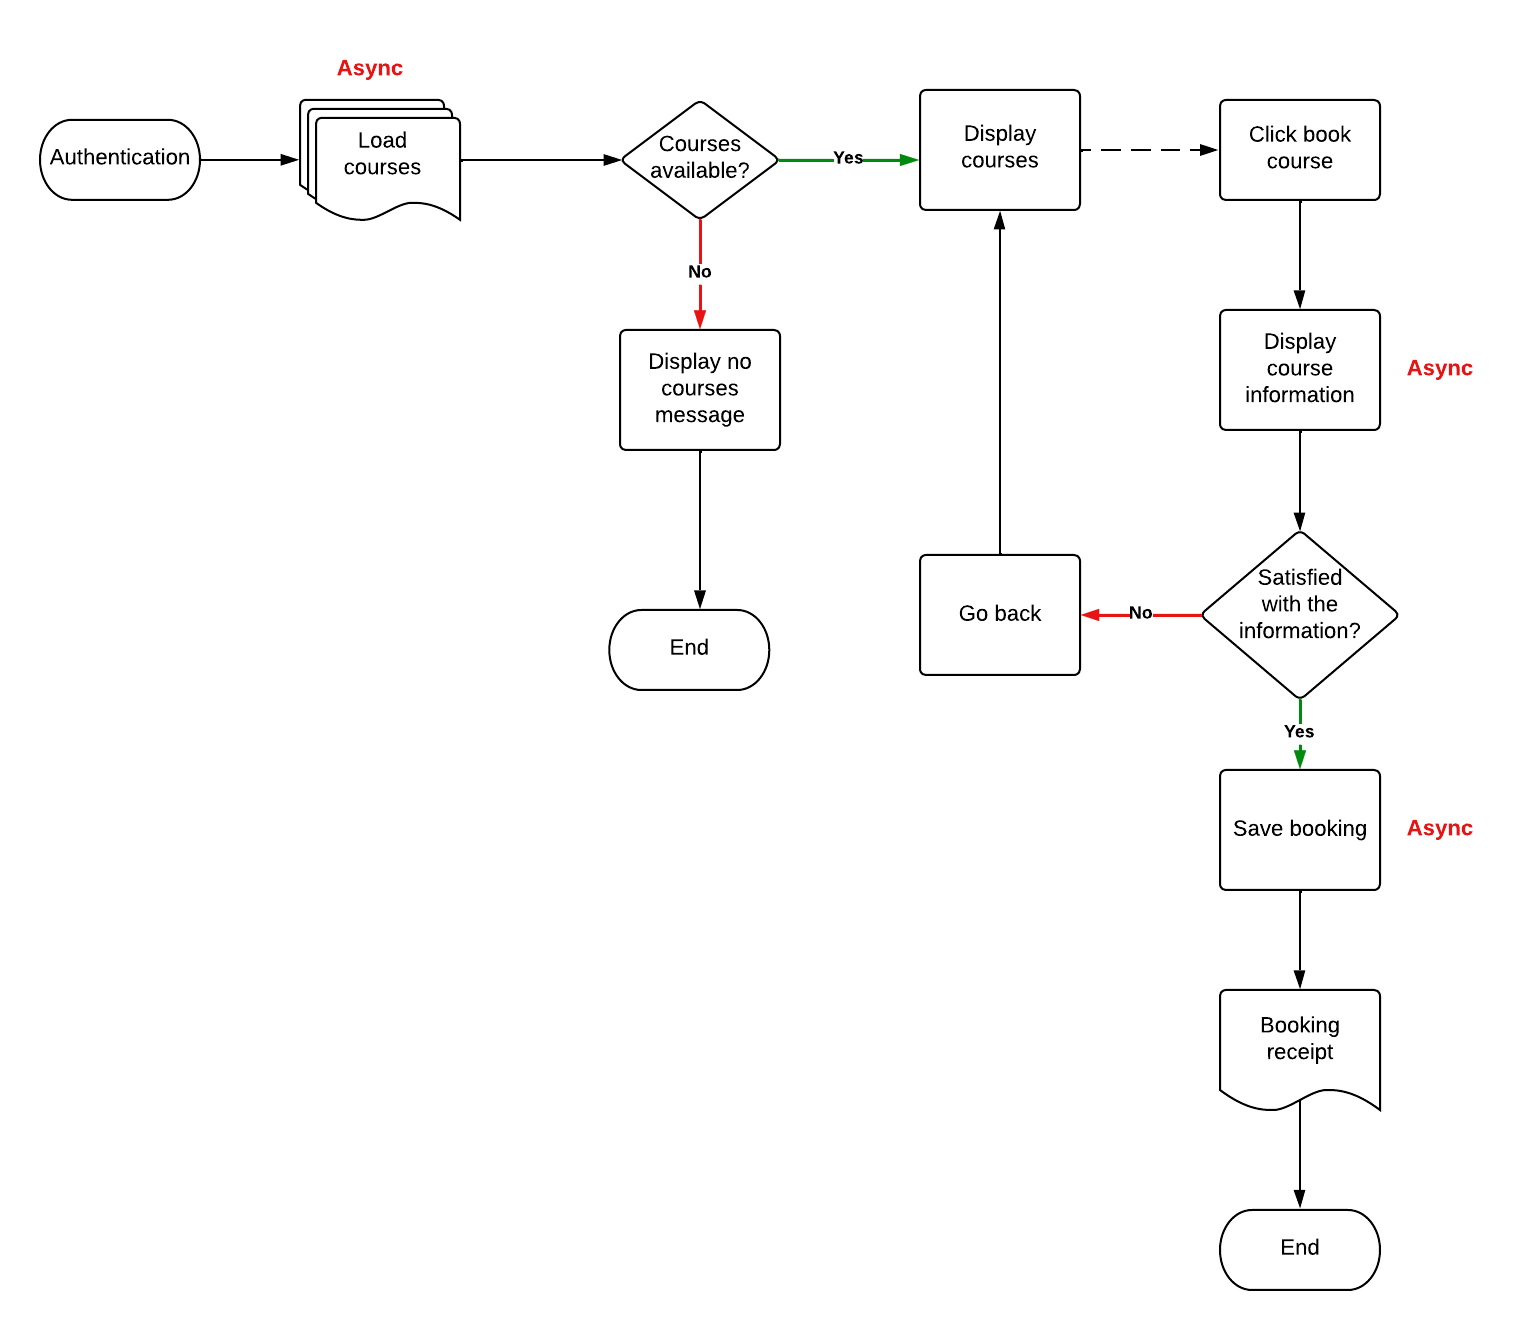 Async
Authentication
Load
courses
Courses
available?
Yes
Display
courses
Click book
course
No
Display no
courses
message
End
Display
course
information
Async
Satisfied
with the
information?
No
Go back
Yes
Save booking
Async
Booking
receipt
End